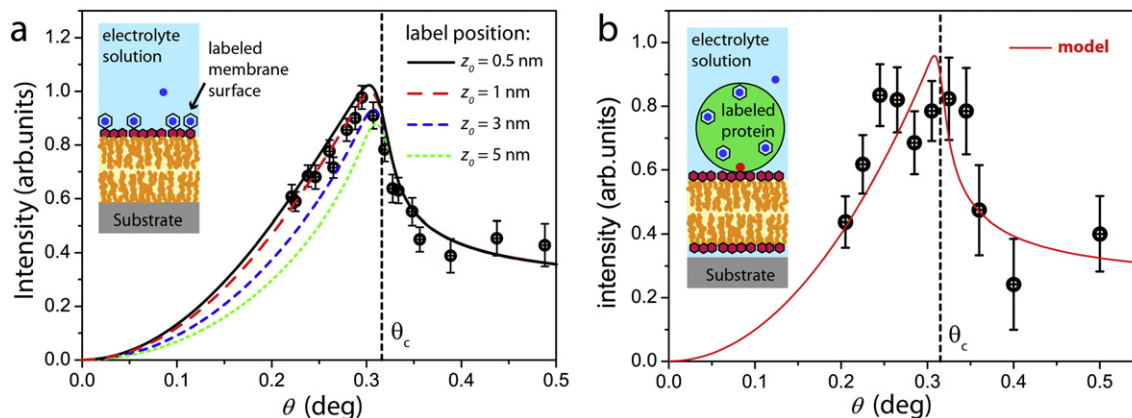 a
Intensity (arb.units)
1.2
1.0
0.8
0.6
0.4
0.2
0.0
0.0
0.1
0.2
0.3
0.4
0.5
θ (deg)
electrolyte
solution
labeled
membrane
surface
Substrate
label position:
z₀ = 0.5 nm
z₀ = 1 nm
z₀ = 3 nm
z₀ = 5 nm
θc
b
intensity (arb.units)
1.0
0.8
0.6
0.4
0.2
0.0
0.0
0.1
0.2
0.3
0.4
0.5
θ (deg)
electrolyte
solution
labeled
protein
Substrate
model
θc